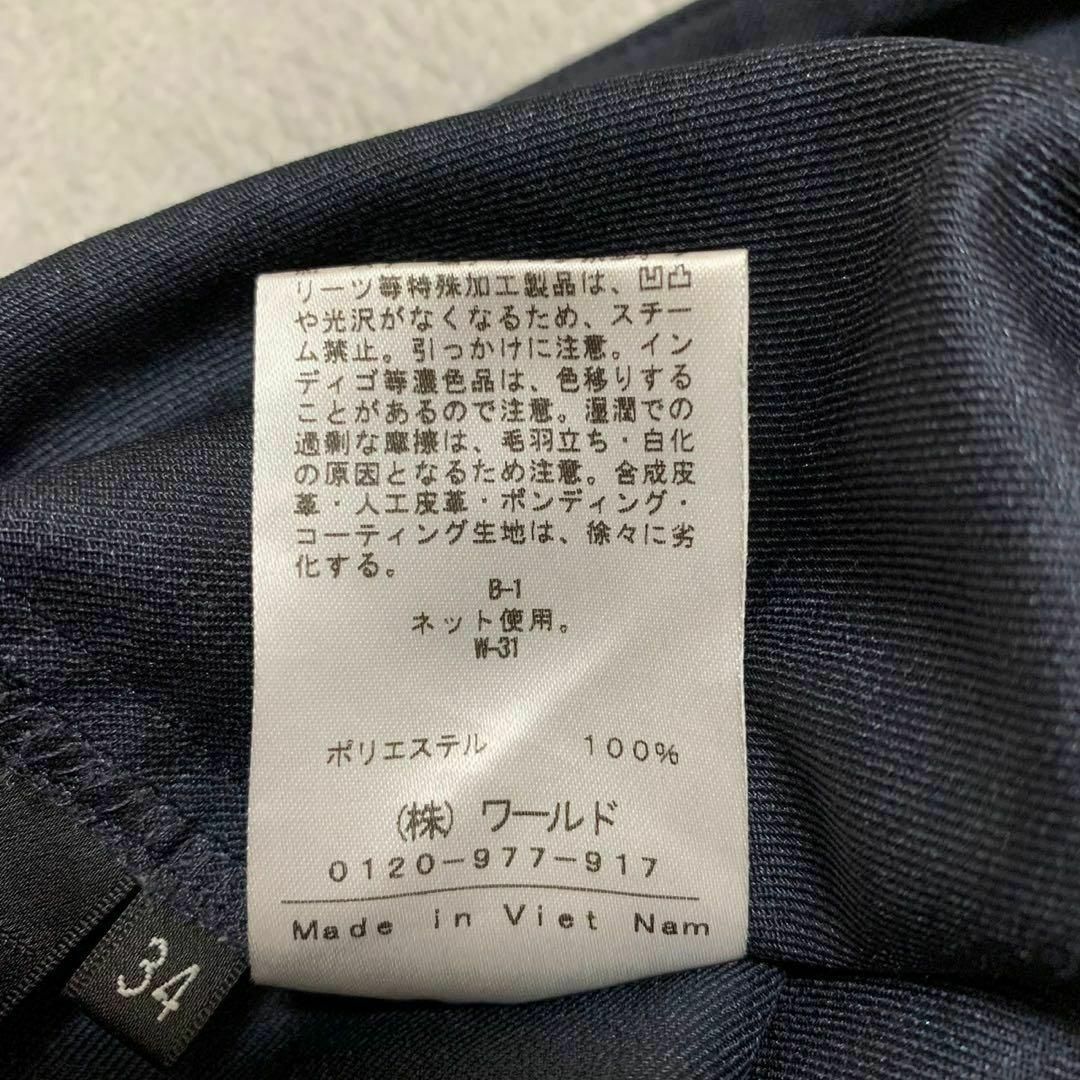 リーツ等特殊加工製品は、凹凸
や光沢がなくなるため、スチー
ム禁止。引っかけに注意。イン
ディゴ等濃色品は、色移りする
ことがあるので注意。湿潤での
過剰な摩擦は、毛羽立ち・白化
の原因となるため注意。合成皮
革・人工皮革・ボンディング・
コーティング生地は、徐々に劣
化する。
B-1
ネット使用。
W-31
ポリエステル 100%
(株)ワールド
0120-977-917
Made in Viet Nam
34